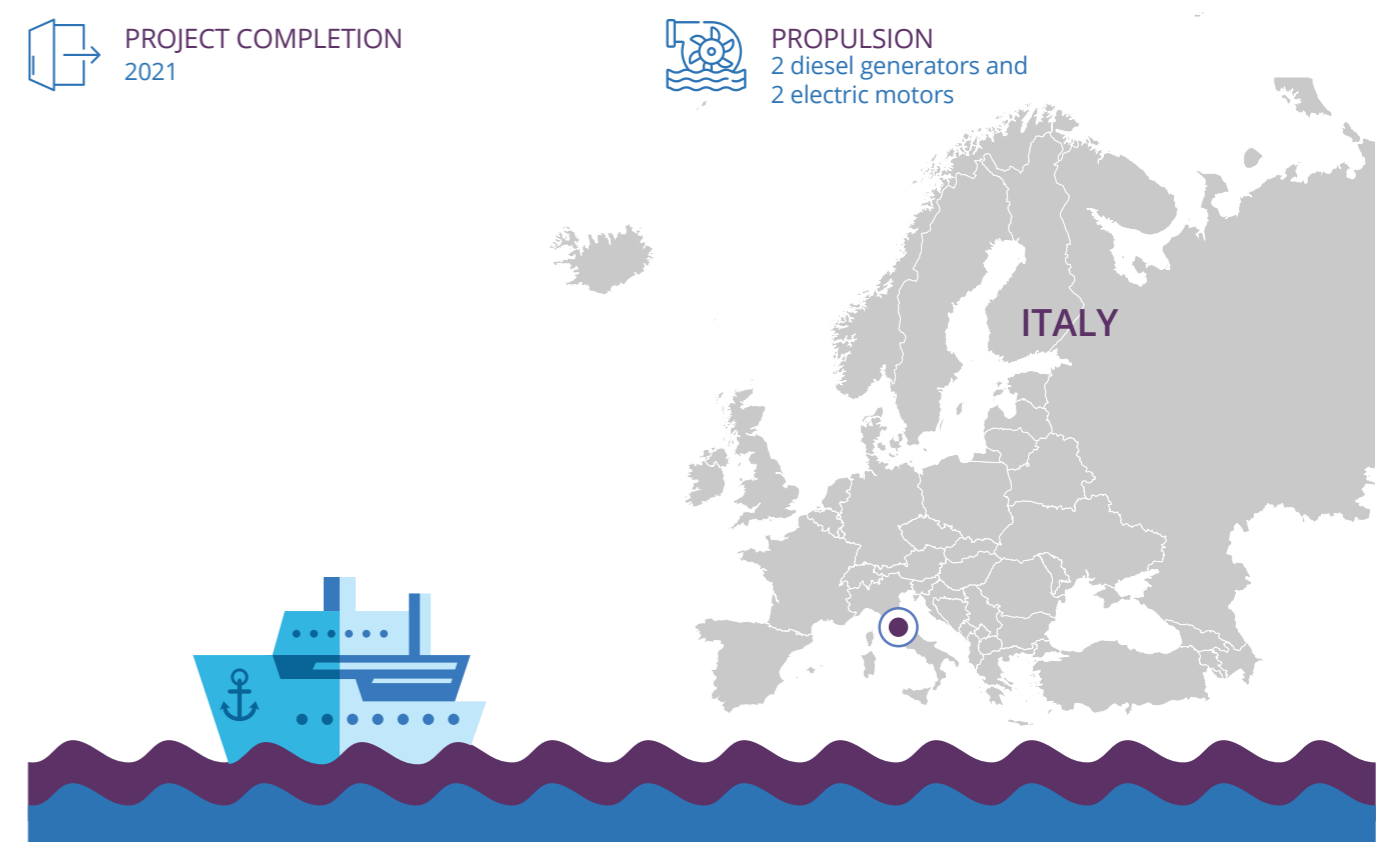 PROJECT COMPLETION
2021
PROPULSION
2 diesel generators and
2 electric motors
ITALY